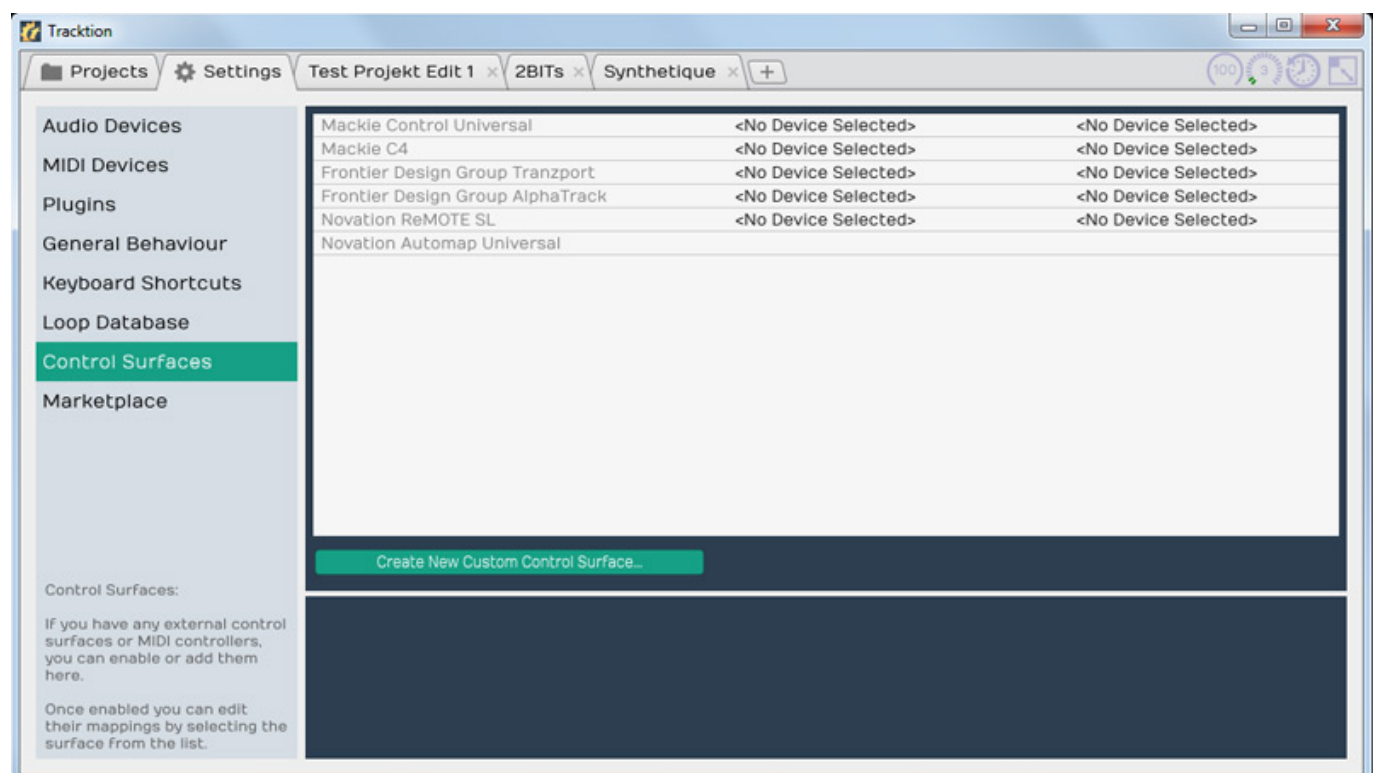 Tracktion
Projects Settings Test Projekt Edit 1 × 2BITs × Synthetique × + 100 3
Audio Devices
MIDI Devices
Plugins
General Behaviour
Keyboard Shortcuts
Loop Database
Control Surfaces
Marketplace
Control Surfaces:
If you have any external control
surfaces or MIDI controllers,
you can enable or add them
here.
Once enabled you can edit
their mappings by selecting the
surface from the list.
Mackie Control Universal <No Device Selected> <No Device Selected>
Mackie C4 <No Device Selected> <No Device Selected>
Frontier Design Group Tranzport <No Device Selected> <No Device Selected>
Frontier Design Group AlphaTrack <No Device Selected> <No Device Selected>
Novation ReMOTE SL <No Device Selected> <No Device Selected>
Novation Automap Universal
Create New Custom Control Surface...